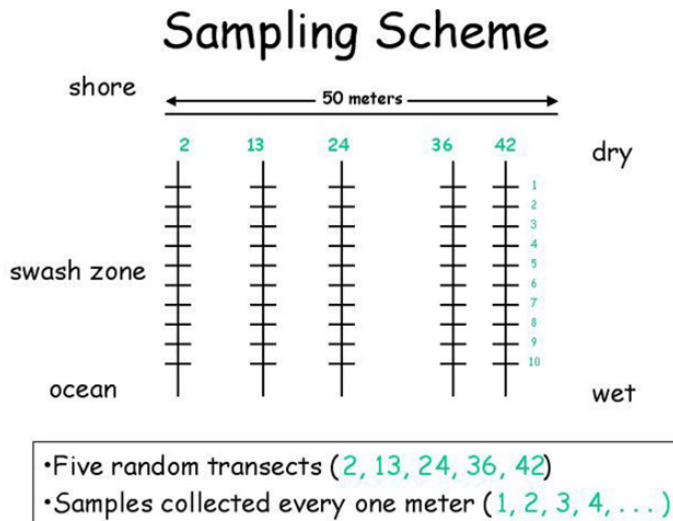 Sampling Scheme
shore
50 meters
2 13 24 36 42
dry
1
2
3
4
swash zone
5
6
7
8
9
10
ocean
wet
•Five random transects (2, 13, 24, 36, 42)
•Samples collected every one meter (1, 2, 3, 4, . . . )